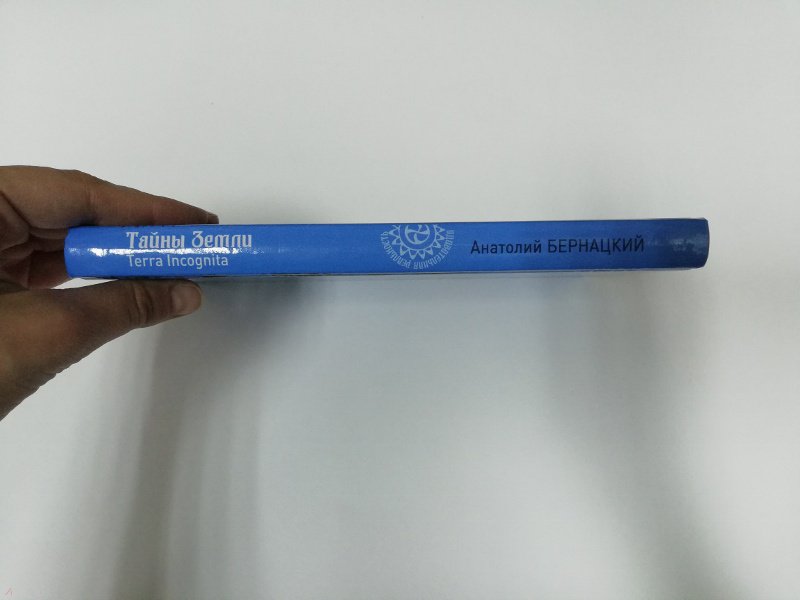 Тайны Земли
Terra Incognita
Анатолий БЕРНАЦКИЙ